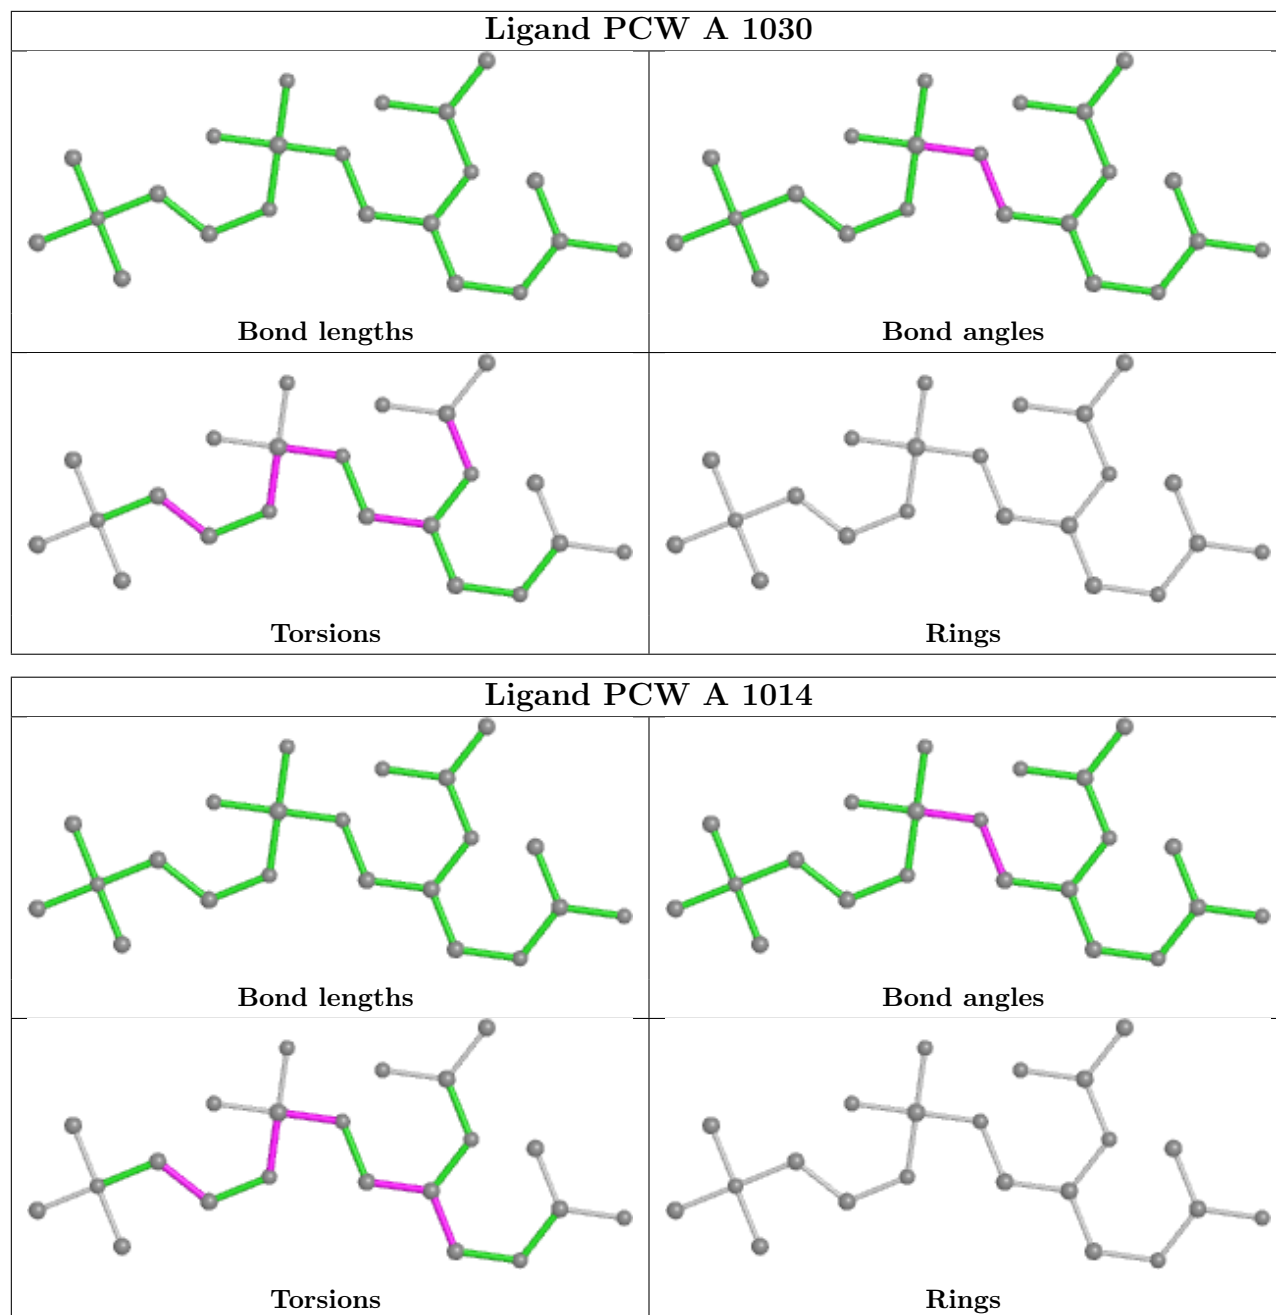 Ligand PCW A 1030
Bond lengths
Bond angles
Torsions
Rings
Ligand PCW A 1014
Bond lengths
Bond angles
Torsions
Rings